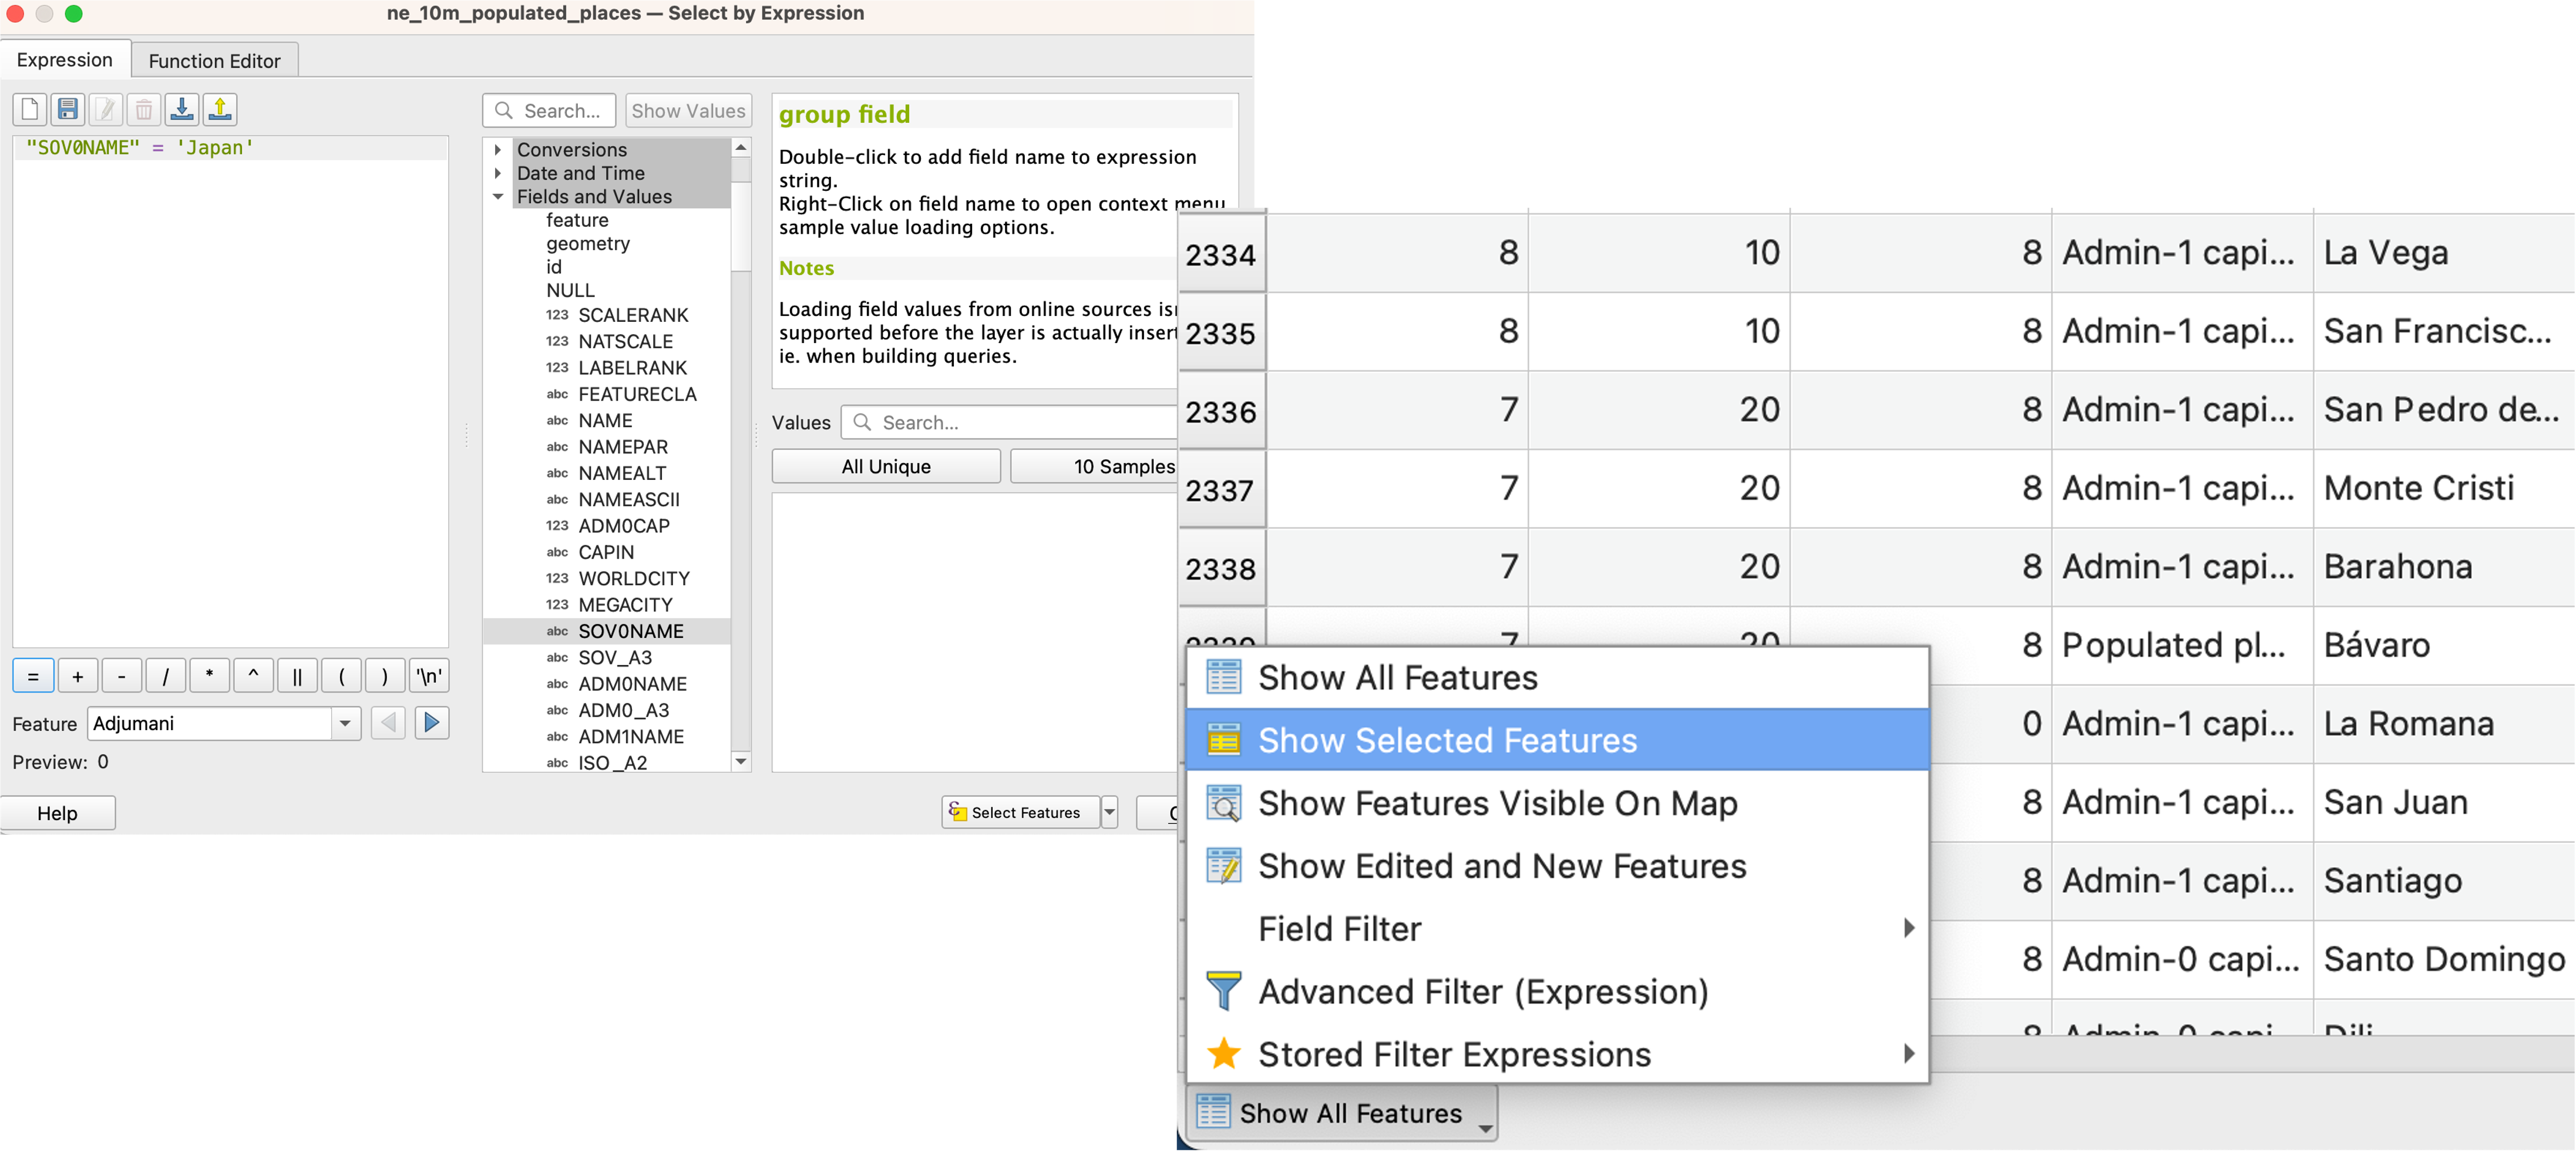 ne_10m_populated_places — Select by Expression
Expression
Function Editor
"SOV0NAME" = 'Japan'
= + - / * ^ || ( ) '\n'
Feature Adjumani
Preview: 0
Help
Search...
Show Values
Conversions
Date and Time
Fields and Values
feature
geometry
id
NULL
123 SCALERANK
123 NATSCALE
123 LABELRANK
abc FEATURECLA
abc NAME
abc NAMEPAR
abc NAMEALT
abc NAMEASCII
123 ADM0CAP
abc CAPIN
123 WORLDCITY
123 MEGACITY
abc SOV0NAME
abc SOV_A3
abc ADM0NAME
abc ADM0_A3
abc ADM1NAME
abc ISO_A2
group field
Double-click to add field name to expression
string.
Right-Click on field name to open context menu
sample value loading options.
Notes
Loading field values from online sources
supported before the layer is actually
ie. when building queries.
Values Search...
All Unique
10 Samples
Select Features
2334 8 10 8 Admin-1 capi... La Vega
2335 8 10 8 Admin-1 capi... San Francisc...
2336 7 20 8 Admin-1 capi... San Pedro de...
2337 7 20 8 Admin-1 capi... Monte Cristi
2338 7 20 8 Admin-1 capi... Barahona
2339 7 20 8 Populated pl... Bávaro
0 Admin-1 capi... La Romana
8 Admin-1 capi... San Juan
8 Admin-1 capi... Santiago
8 Admin-0 capi... Santo Domingo
8 Admin-0 capi... Dili
Show All Features
Show Selected Features
Show Features Visible On Map
Show Edited and New Features
Field Filter
Advanced Filter (Expression)
Stored Filter Expressions
Show All Features